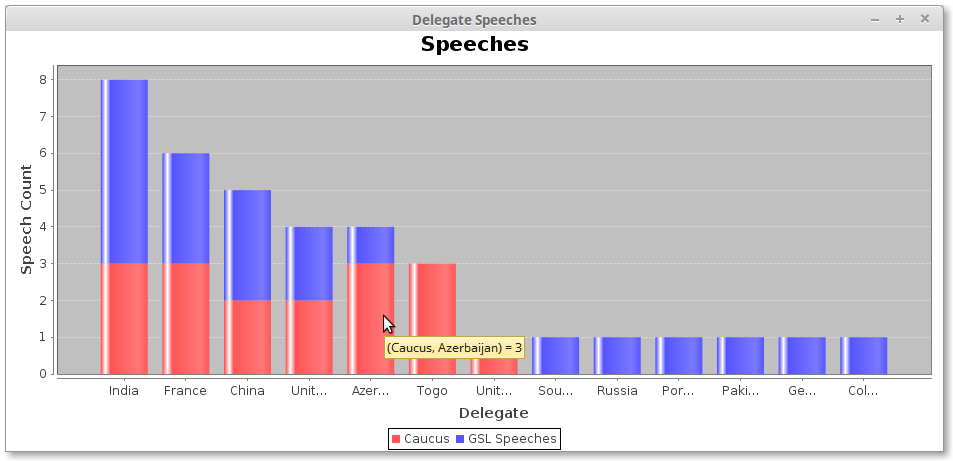 Delegate Speeches
Speeches
8
7
6
5
4
3
2
1
0
Speech Count
(Caucus, Azerbaijan) = 3
India France China Unit... Azer... Togo Unit... Sou... Russia Por... Paki... Ge... Col...
Delegate
Caucus GSL Speeches